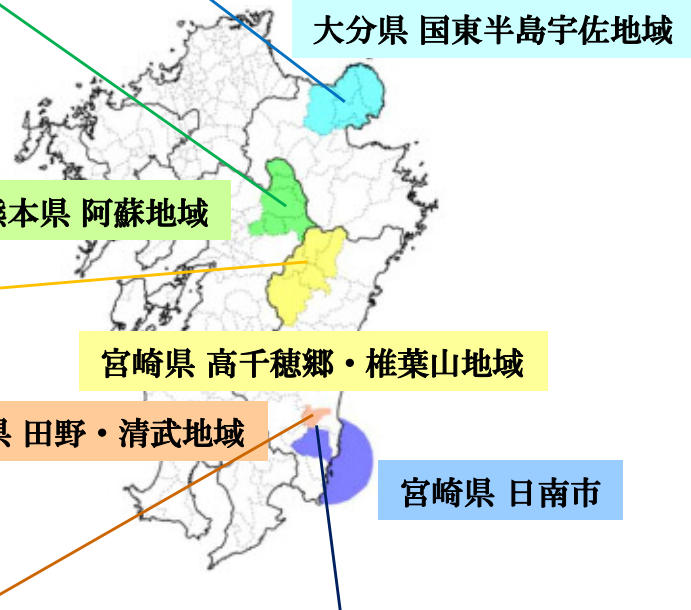 大分県 国東半島宇佐地域
熊本県 阿蘇地域
宮崎県 高千穂郷・椎葉山地域
県 田野・清武地域
宮崎県 日南市